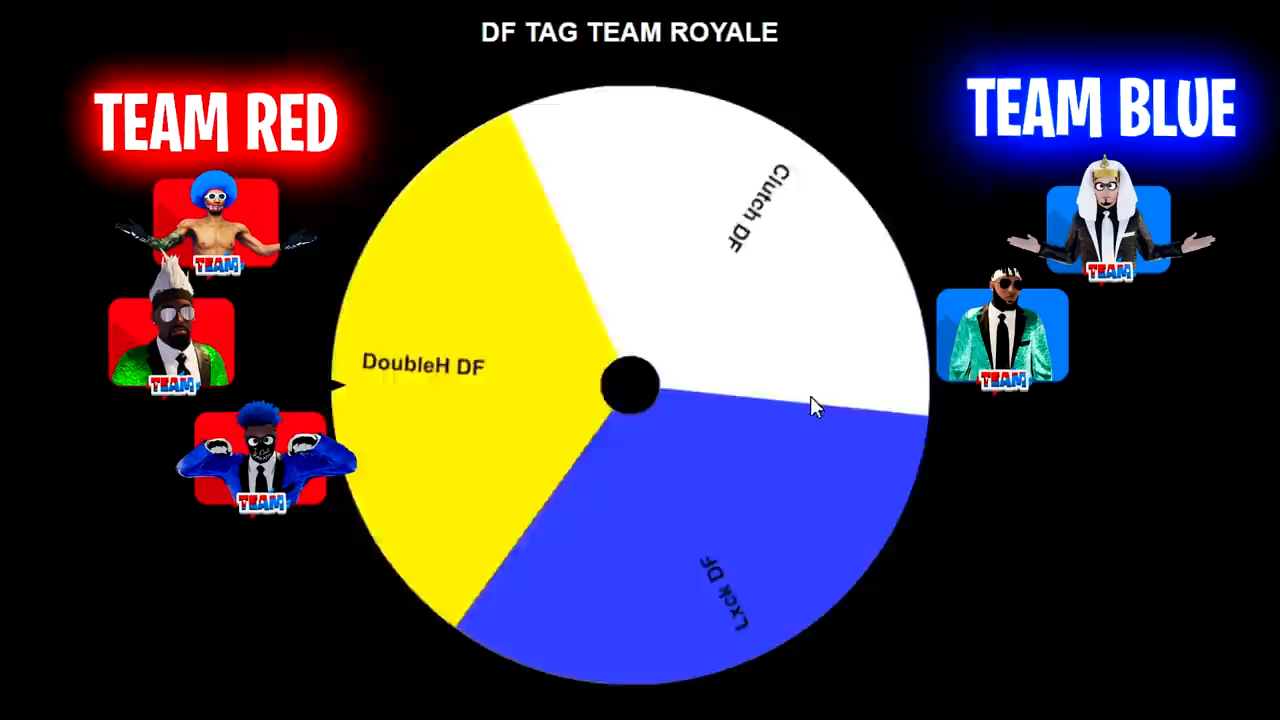 DF TAG TEAM ROYALE
TEAM RED
TEAM BLUE
TEAM
TEAM
TEAM
TEAM
TEAM
Clutch DF
DoubleH DF
Lxck DF